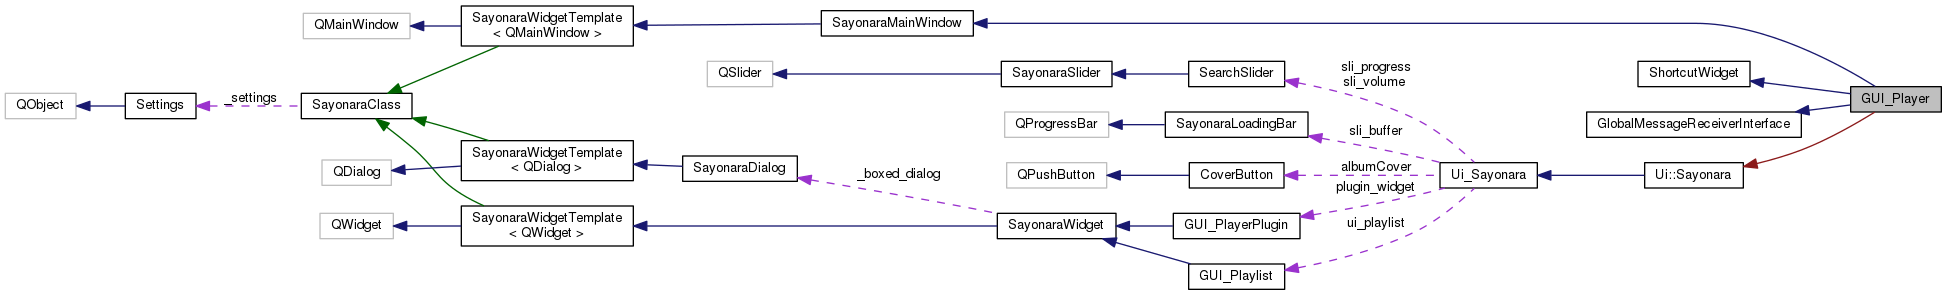 QMainWindow
SayonaraWidgetTemplate
< QMainWindow >
SayonaraMainWindow
QSlider
SayonaraSlider
SearchSlider
sli_progress
sli_volume
ShortcutWidget
GUI_Player
QObject
Settings
_settings
SayonaraClass
QProgressBar
SayonaraLoadingBar
sli_buffer
GlobalMessageReceiverInterface
QDialog
SayonaraWidgetTemplate
< QDialog >
SayonaraDialog
_boxed_dialog
QPushButton
CoverButton
albumCover
plugin_widget
Ui_Sayonara
Ui::Sayonara
QWidget
SayonaraWidgetTemplate
< QWidget >
SayonaraWidget
GUI_PlayerPlugin
ui_playlist
GUI_Playlist